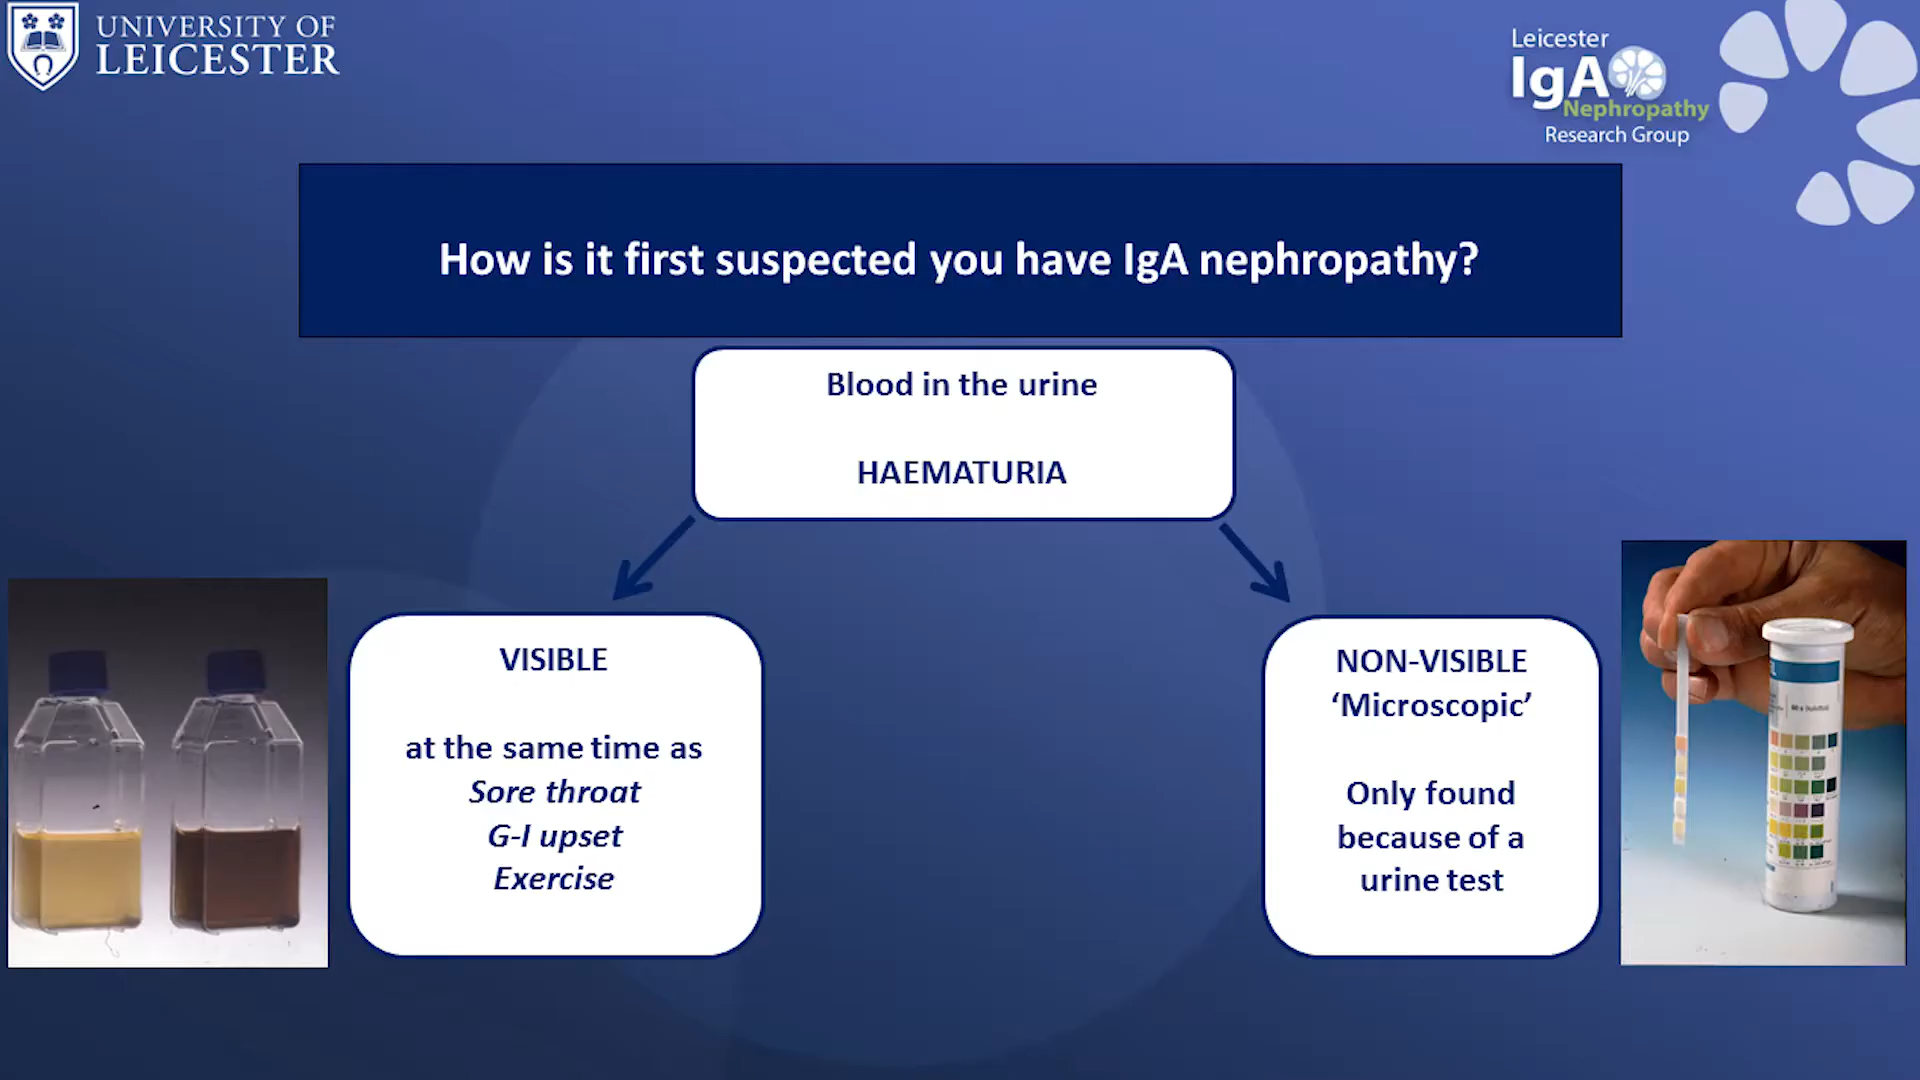 UNIVERSITY OF
LEICESTER
Leicester
IgA
Nephropathy
Research Group
How is it first suspected you have IgA nephropathy?
Blood in the urine
HAEMATURIA
VISIBLE
at the same time as
Sore throat
G-I upset
Exercise
NON-VISIBLE
‘Microscopic’
Only found
because of a
urine test